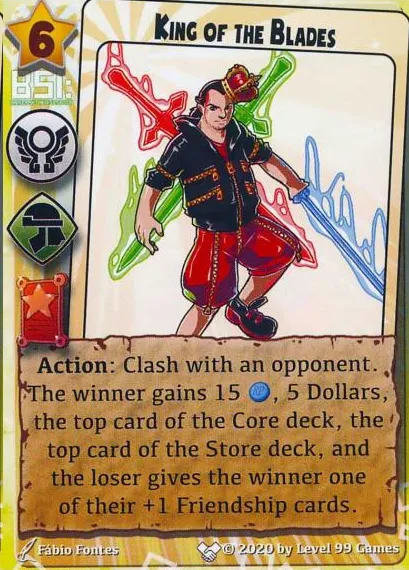 6
KING OF THE BLADES
BSI:
Action: Clash with an opponent.
The winner gains 15 RP, 5 Dollars,
the top card of the Core deck, the
top card of the Store deck, and
the loser gives the winner one
of their +1 Friendship cards.
Fábio Fontes
© 2020 by Level 99 Games